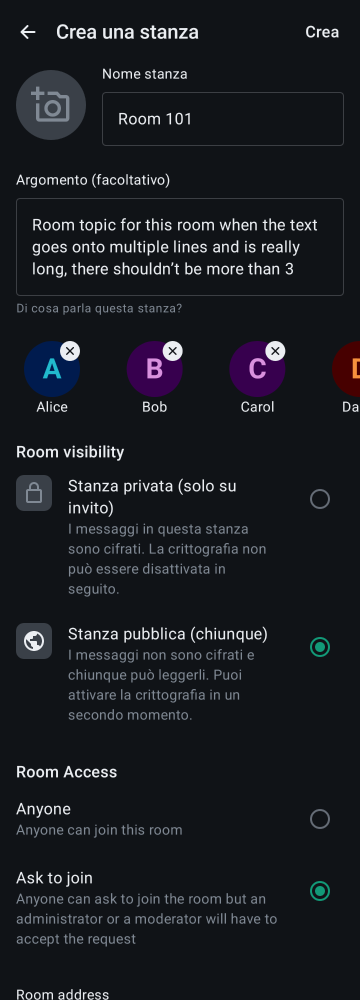 Crea una stanza
Crea
Nome stanza
Room 101
Argomento (facoltativo)
Room topic for this room when the text
goes onto multiple lines and is really
long, there shouldn’t be more than 3
Di cosa parla questa stanza?
A
B
C
D
Alice
Bob
Carol
Da
Room visibility
Stanza privata (solo su
invito)
I messaggi in questa stanza
sono cifrati. La crittografia non
può essere disattivata in
seguito.
Stanza pubblica (chiunque)
I messaggi non sono cifrati e
chiunque può leggerli. Puoi
attivare la crittografia in un
secondo momento.
Room Access
Anyone
Anyone can join this room
Ask to join
Anyone can ask to join the room but an
administrator or a moderator will have to
accept the request
Room address